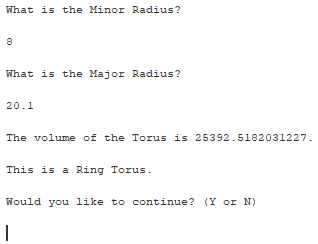 What is the Minor Radius?
8
What is the Major Radius?
20.1
The volume of the Torus is 25392.5182031227.
This is a Ring Torus.
Would you like to continue? (Y or N)